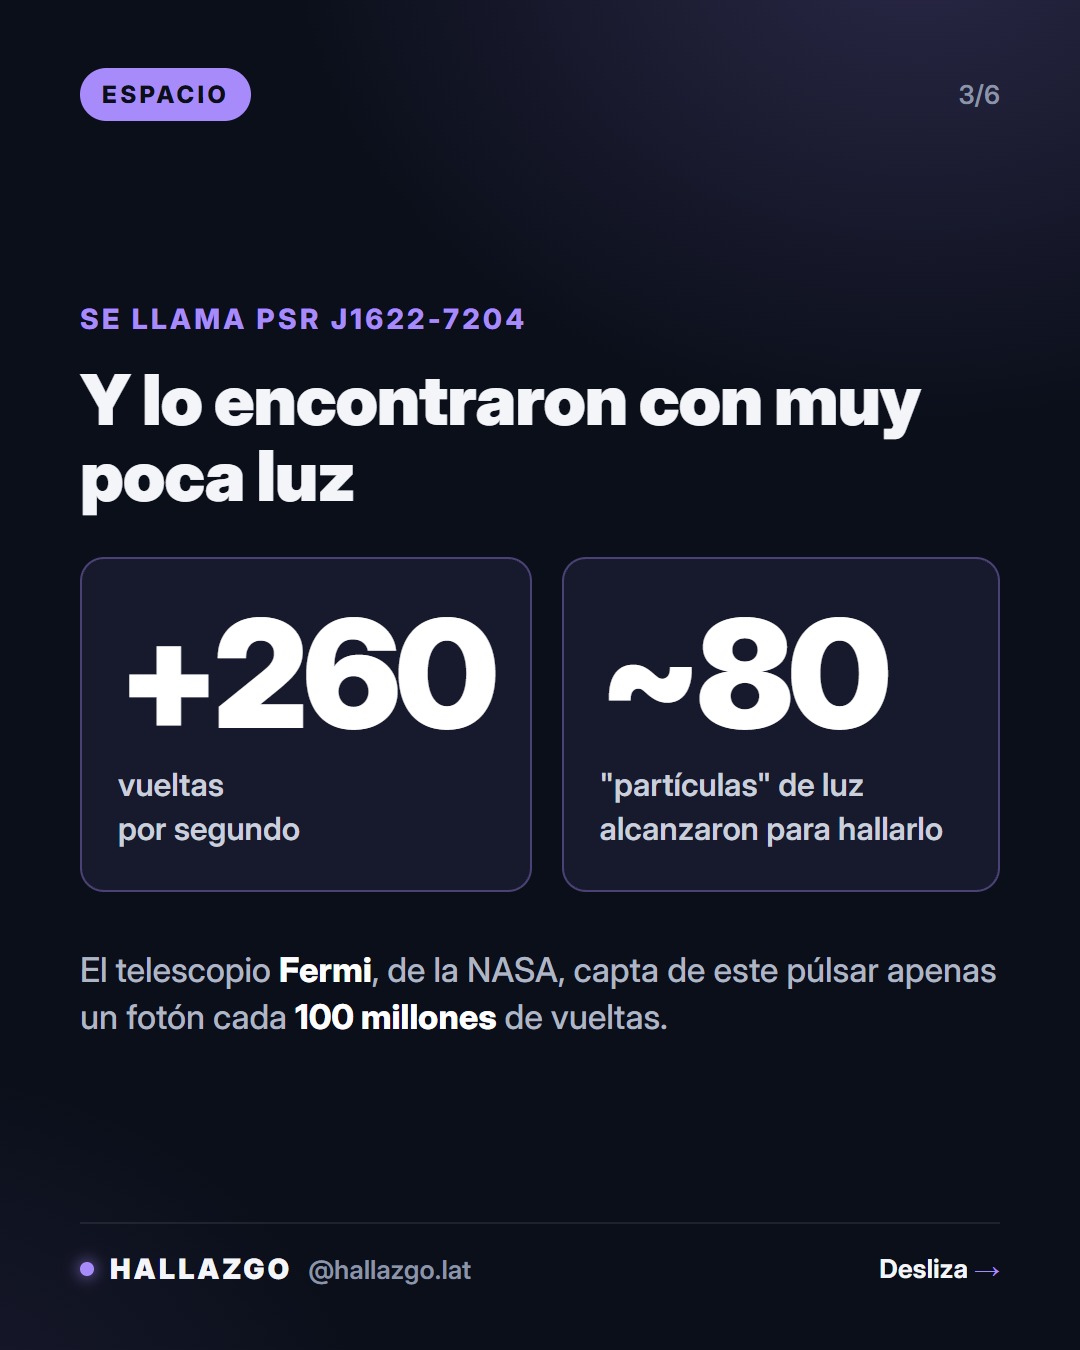 ESPACIO
3/6
SE LLAMA PSR J1622-7204
Y lo encontraron con muy
poca luz
+260
vueltas
por segundo
~80
"partículas" de luz
alcanzaron para hallarlo
El telescopio Fermi, de la NASA, capta de este púlsar apenas
un fotón cada 100 millones de vueltas.
HALLAZGO @hallazgo.lat
Desliza →